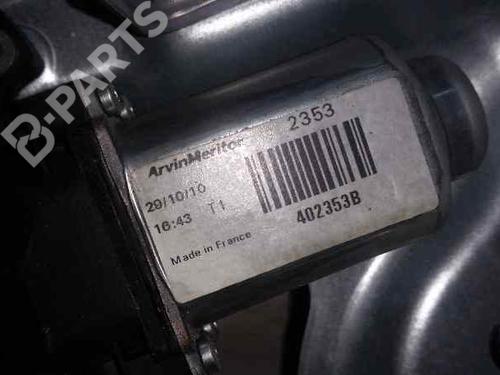 B-PARTS
ArvinMeritor
2353
29/10/10
16:43 T1
402353B
Made in France